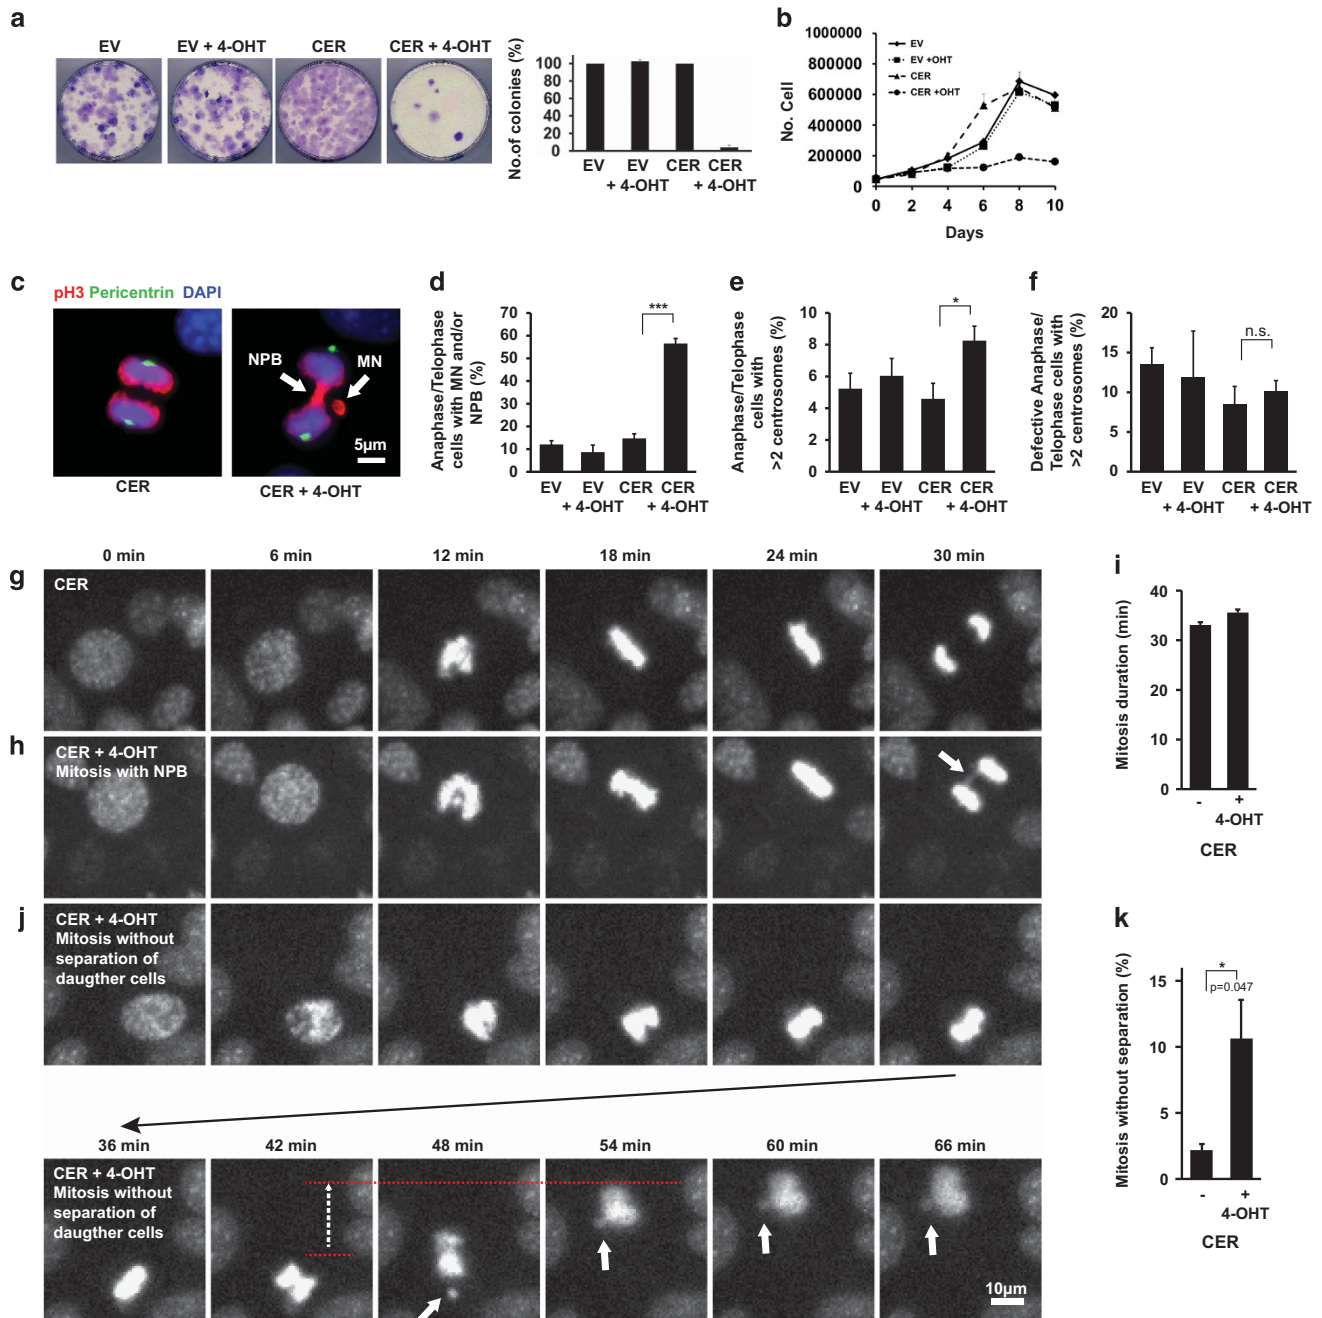 a
EV
EV + 4-OHT
CER
CER + 4-OHT
No.of colonies (%)
100
80
60
40
20
0
EV
EV
CER
CER
+ 4-OHT
+ 4-OHT
b
No. Cell
1000000
800000
600000
400000
200000
0
EV
EV +OHT
CER
CER +OHT
0 2 4 6 8 10
Days
c
pH3 Pericentrin DAPI
NPB
MN
5µm
CER
CER + 4-OHT
d
Anaphase/Telophase
cells with MN and/or
NPB (%)
70
60
50
40
30
20
10
0
***
EV
EV
CER
CER
+ 4-OHT
+ 4-OHT
e
Anaphase/Telophase
cells with
>2 centrosomes (%)
10
8
6
4
2
0
*
EV
EV
CER
CER
+ 4-OHT
+ 4-OHT
f
Defective Anaphase/
Telophase cells with
>2 centrosomes (%)
20
15
10
5
0
n.s.
EV
EV
CER
CER
+ 4-OHT
+ 4-OHT
0 min
6 min
12 min
18 min
24 min
30 min
g
CER
h
CER + 4-OHT
Mitosis with NPB
i
Mitosis duration (min)
40
30
20
10
0
-
+
4-OHT
CER
j
CER + 4-OHT
Mitosis without
separation of
daugther cells
36 min
42 min
48 min
54 min
60 min
66 min
CER + 4-OHT
Mitosis without
separation of
daugther cells
10µm
k
Mitosis without separation (%)
15
10
5
0
*
p=0.047
-
+
4-OHT
CER